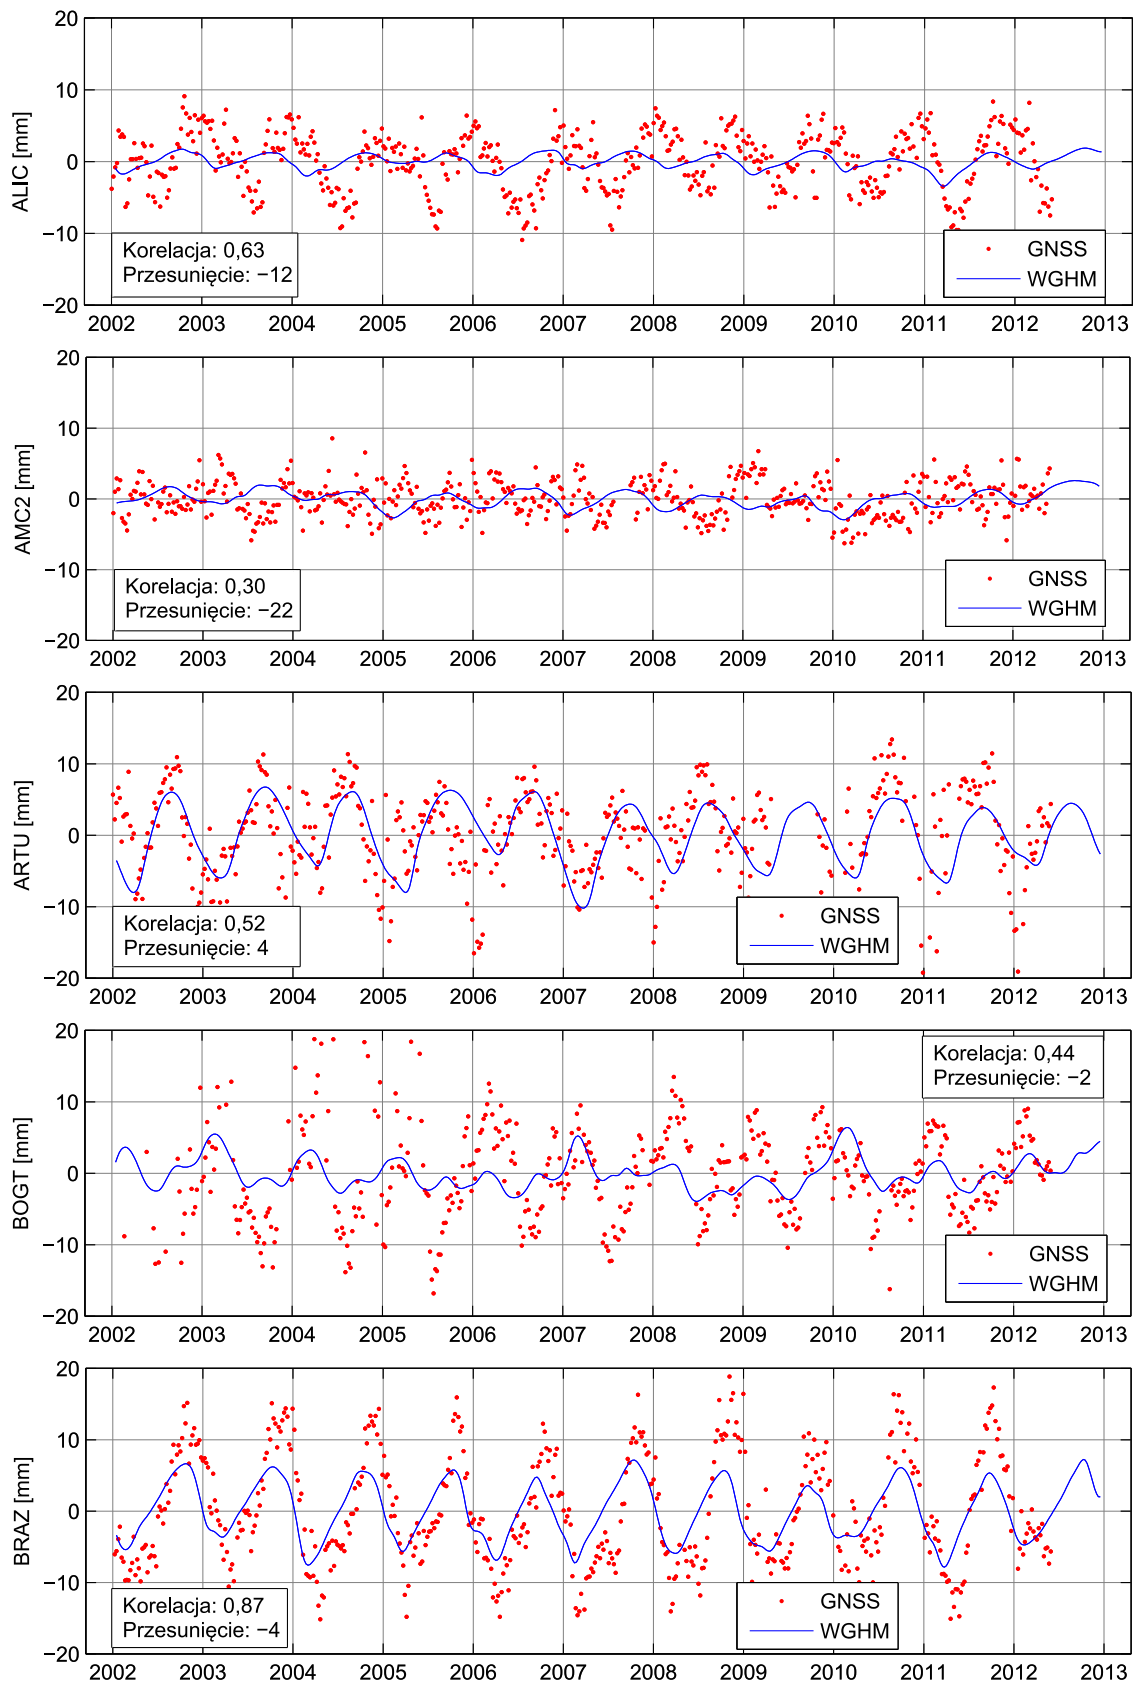 20
10
0
−10
−20
ALIC [mm]
Korelacja: 0,63
Przesunięcie: −12
GNSS
WGHM
2002 2003 2004 2005 2006 2007 2008 2009 2010 2011 2012 2013
20
10
0
−10
−20
AMC2 [mm]
Korelacja: 0,30
Przesunięcie: −22
GNSS
WGHM
2002 2003 2004 2005 2006 2007 2008 2009 2010 2011 2012 2013
20
10
0
−10
−20
ARTU [mm]
Korelacja: 0,52
Przesunięcie: 4
GNSS
WGHM
2002 2003 2004 2005 2006 2007 2008 2009 2010 2011 2012 2013
20
10
0
−10
−20
BOGT [mm]
Korelacja: 0,44
Przesunięcie: −2
GNSS
WGHM
2002 2003 2004 2005 2006 2007 2008 2009 2010 2011 2012 2013
20
10
0
−10
−20
BRAZ [mm]
Korelacja: 0,87
Przesunięcie: −4
GNSS
WGHM
2002 2003 2004 2005 2006 2007 2008 2009 2010 2011 2012 2013